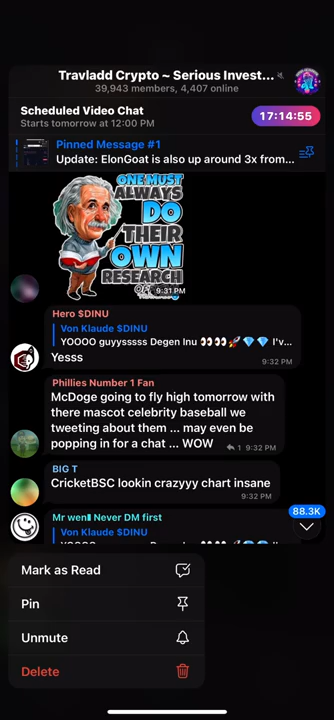 Travladd Crypto ~ Serious Invest...
39,943 members, 4,407 online
Scheduled Video Chat
Starts tomorrow at 12:00 PM
17:14:55
Pinned Message #1
Update: ElonGoat is also up around 3x from...
ONE MUST
ALWAYS
DO
THEIR
OWN
RESEARCH
9:31 PM
Hero $DINU
Von Klaude $DINU
YOOOO guyyssss Degen Inu 👀👀🚀💎💎 I'v...
Yesss
9:32 PM
Phillies Number 1 Fan
McDoge going to fly high tomorrow with
there mascot celebrity baseball we
tweeting about them ... may even be
popping in for a chat ... WOW
1 9:32 PM
BIG T
CricketBSC lookin crazyyy chart insane
9:32 PM
88.3K
Never DM first
Von Klaude $DINU
Mark as Read
Pin
Unmute
Delete